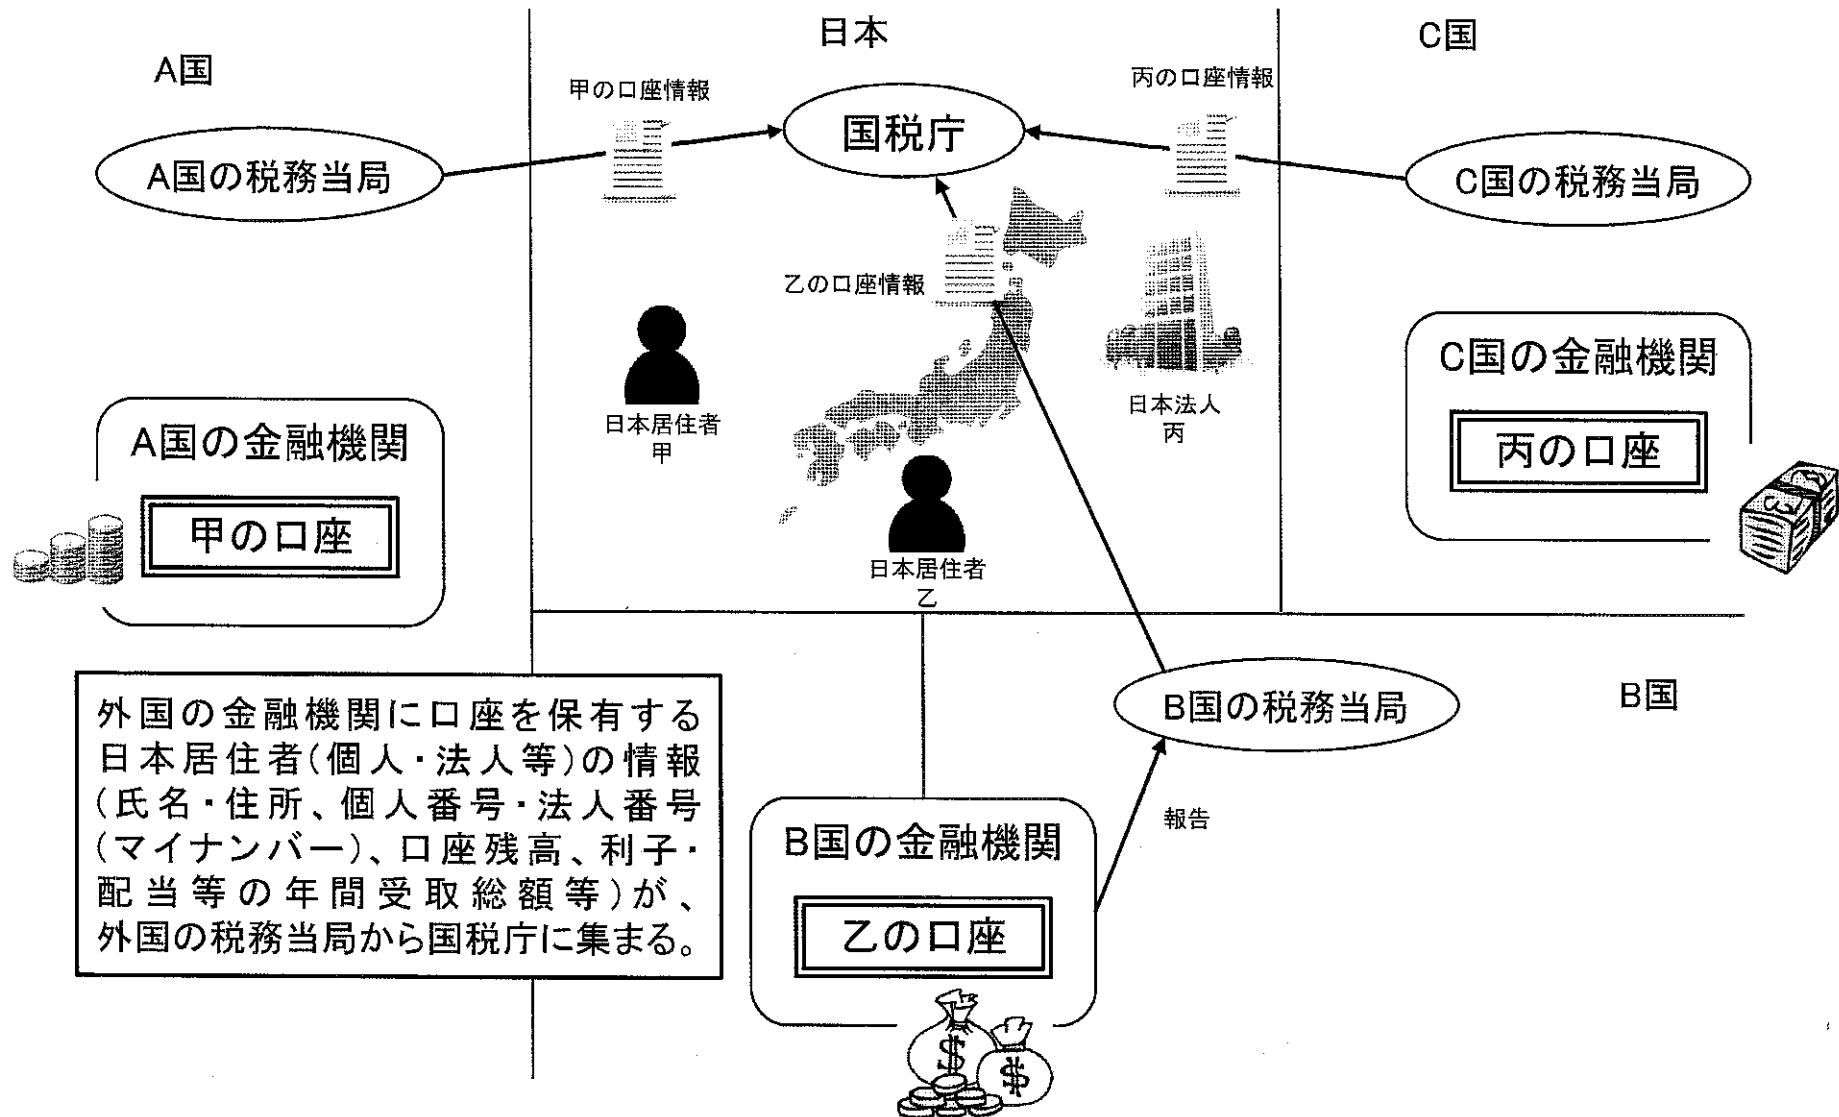 A国
日本
C国
甲の口座情報
丙の口座情報
国税庁
A国の税務当局
C国の税務当局
乙の口座情報
日本居住者
甲
日本法人
丙
日本居住者
乙
A国の金融機関
甲の口座
C国の金融機関
丙の口座
外国の金融機関に口座を保有する
日本居住者(個人・法人等)の情報
(氏名・住所、個人番号・法人番号
(マイナンバー)、口座残高、利子・
配当等の年間受取総額等)が、
外国の税務当局から国税庁に集まる。
B国の税務当局
B国
報告
B国の金融機関
乙の口座
$
$